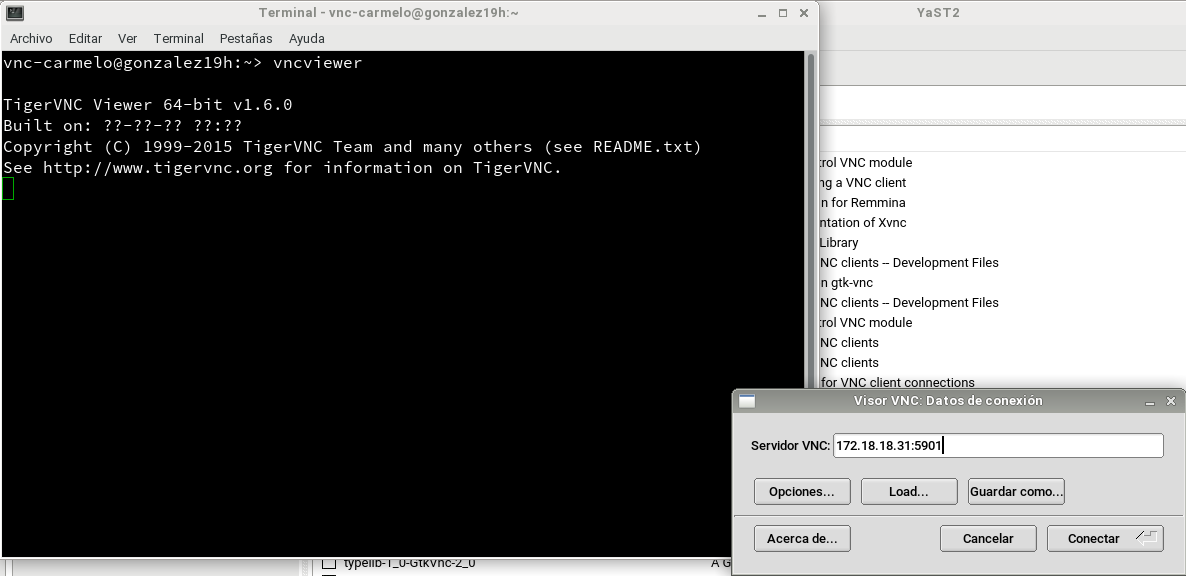 Terminal - vnc-carmelo@gonzalez19h:~
Archivo Editar Ver Terminal Pestañas Ayuda
vnc-carmelo@gonzalez19h:~> vncviewer
TigerVNC Viewer 64-bit v1.6.0
Built on: ??-??-?? ??:??
Copyright (C) 1999-2015 TigerVNC Team and many others (see README.txt)
See http://www.tigervnc.org for information on TigerVNC.
YaST2
trol VNC module
ng a VNC client
n for Remmina
ntation of Xvnc
Library
NC clients -- Development Files
n gtk-vnc
NC clients -- Development Files
trol VNC module
NC clients
NC clients
for VNC client connections
Visor VNC: Datos de conexión
Servidor VNC: 172.18.18.31:5901
Opciones... Load... Guardar como...
Acerca de... Cancelar Conectar
typelib-1_0-GtkVnc-2_0 A G